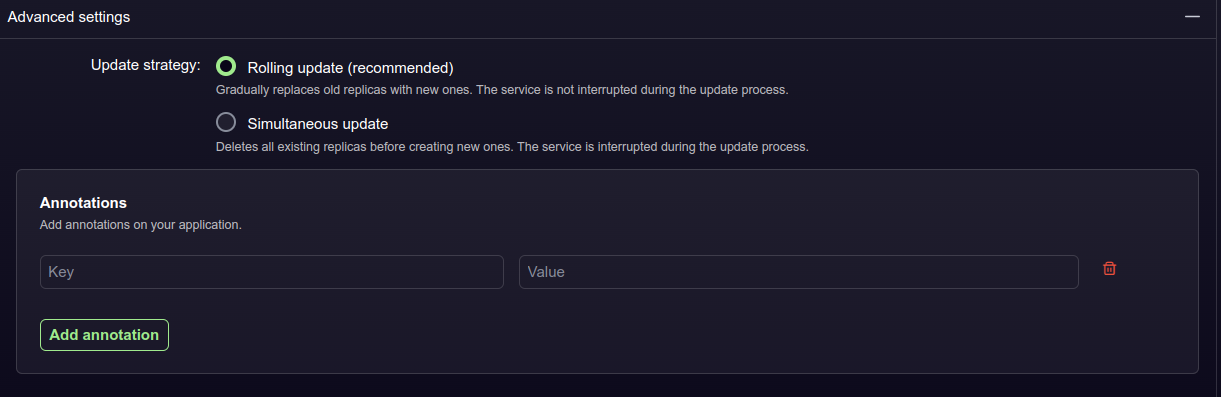 Advanced settings
Update strategy:
Rolling update (recommended)
Gradually replaces old replicas with new ones. The service is not interrupted during the update process.
Simultaneous update
Deletes all existing replicas before creating new ones. The service is interrupted during the update process.
Annotations
Add annotations on your application.
Key
Value
Add annotation